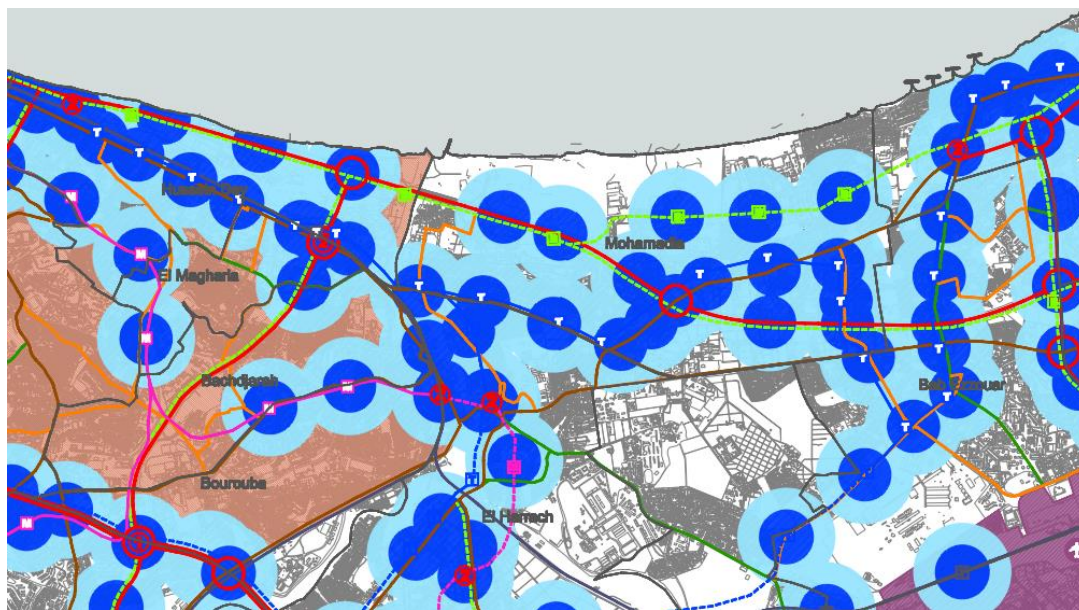 Hussein Dey
Mohamadia
El Magharia
Bachdjarah
Bab Ezzouar
Bourouba
El Harrach